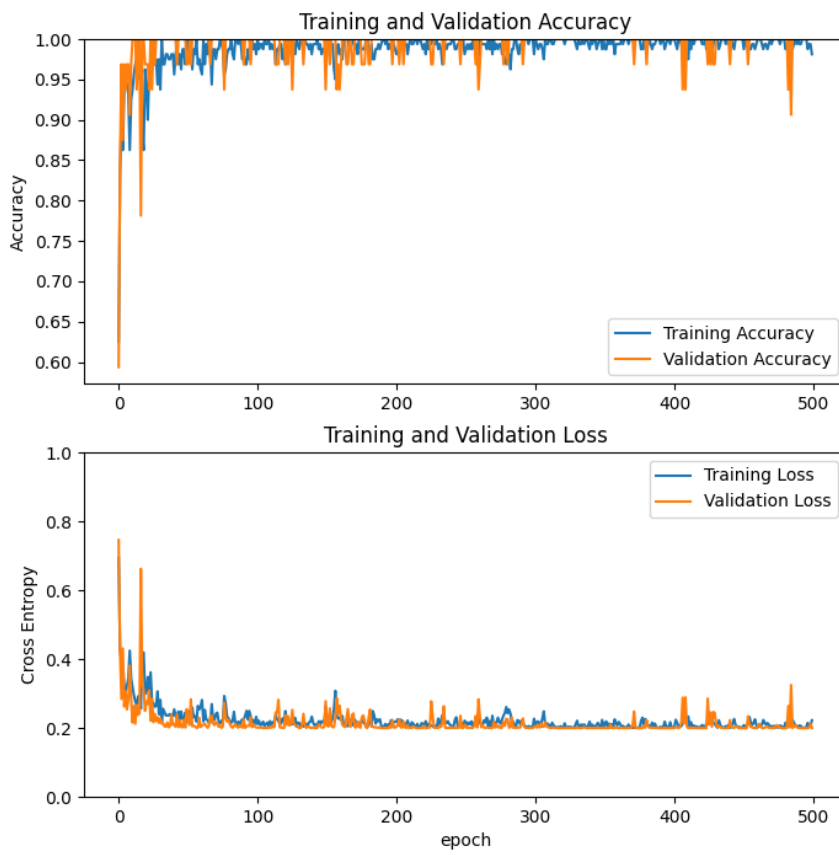 Training and Validation Accuracy
1.00
0.95
0.90
0.85
0.80
0.75
0.70
0.65
0.60
Accuracy
Training Accuracy
Validation Accuracy
0 100 200 300 400 500
Training and Validation Loss
1.0
0.8
0.6
0.4
0.2
0.0
Cross Entropy
Training Loss
Validation Loss
0 100 200 300 400 500
epoch